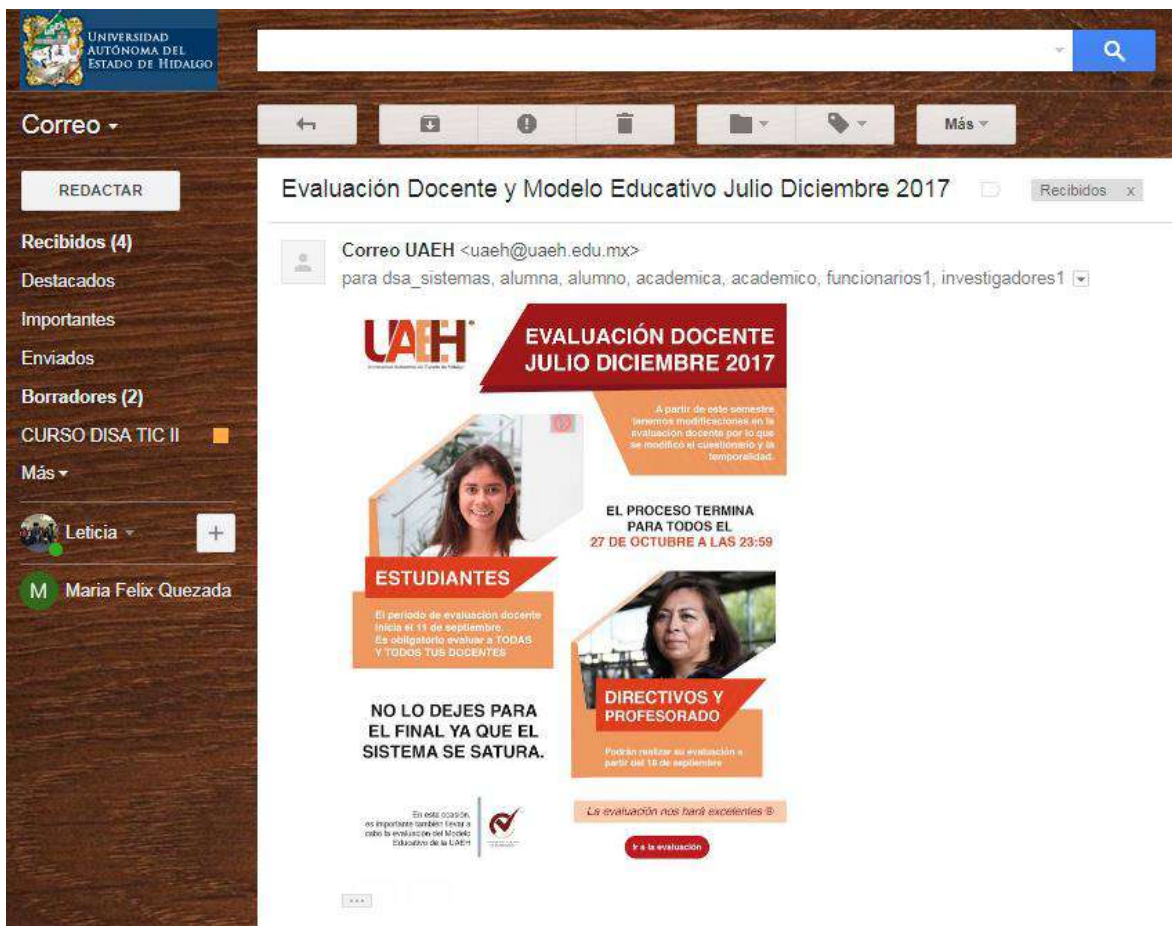 UNIVERSIDAD
AUTÓNOMA DEL
ESTADO DE HIDALGO
Correo
Más
REDACTAR
Evaluación Docente y Modelo Educativo Julio Diciembre 2017
Recibidos x
Recibidos (4)
Destacados
Importantes
Enviados
Borradores (2)
CURSO DISA TIC II
Más
Leticia
+
M Maria Felix Quezada
Correo UAEH <uaeh@uaeh.edu.mx>
para dsa_sistemas, alumna, alumno, academica, academico, funcionarios1, investigadores1
UAEH
Universidad Autónoma del Estado de Hidalgo
EVALUACIÓN DOCENTE
JULIO DICIEMBRE 2017
A partir de este semestre
tenemos modificaciones en la
evaluación docente por lo que
se modificó el cuestionario y la
temporalidad.
EL PROCESO TERMINA
PARA TODOS EL
27 DE OCTUBRE A LAS 23:59
ESTUDIANTES
El periodo de evaluación docente
inicia el 11 de septiembre.
Es obligatorio evaluar a TODAS
Y TODOS TUS DOCENTES
DIRECTIVOS Y
PROFESORADO
Podrán realizar su evaluación a
partir del 18 de septiembre
NO LO DEJES PARA
EL FINAL YA QUE EL
SISTEMA SE SATURA.
En esta ocasión,
es importante también llevar a
cabo la evaluación del Modelo
Educativo de la UAEH
La evaluación nos hará excelentes ®
Ir a la evaluación